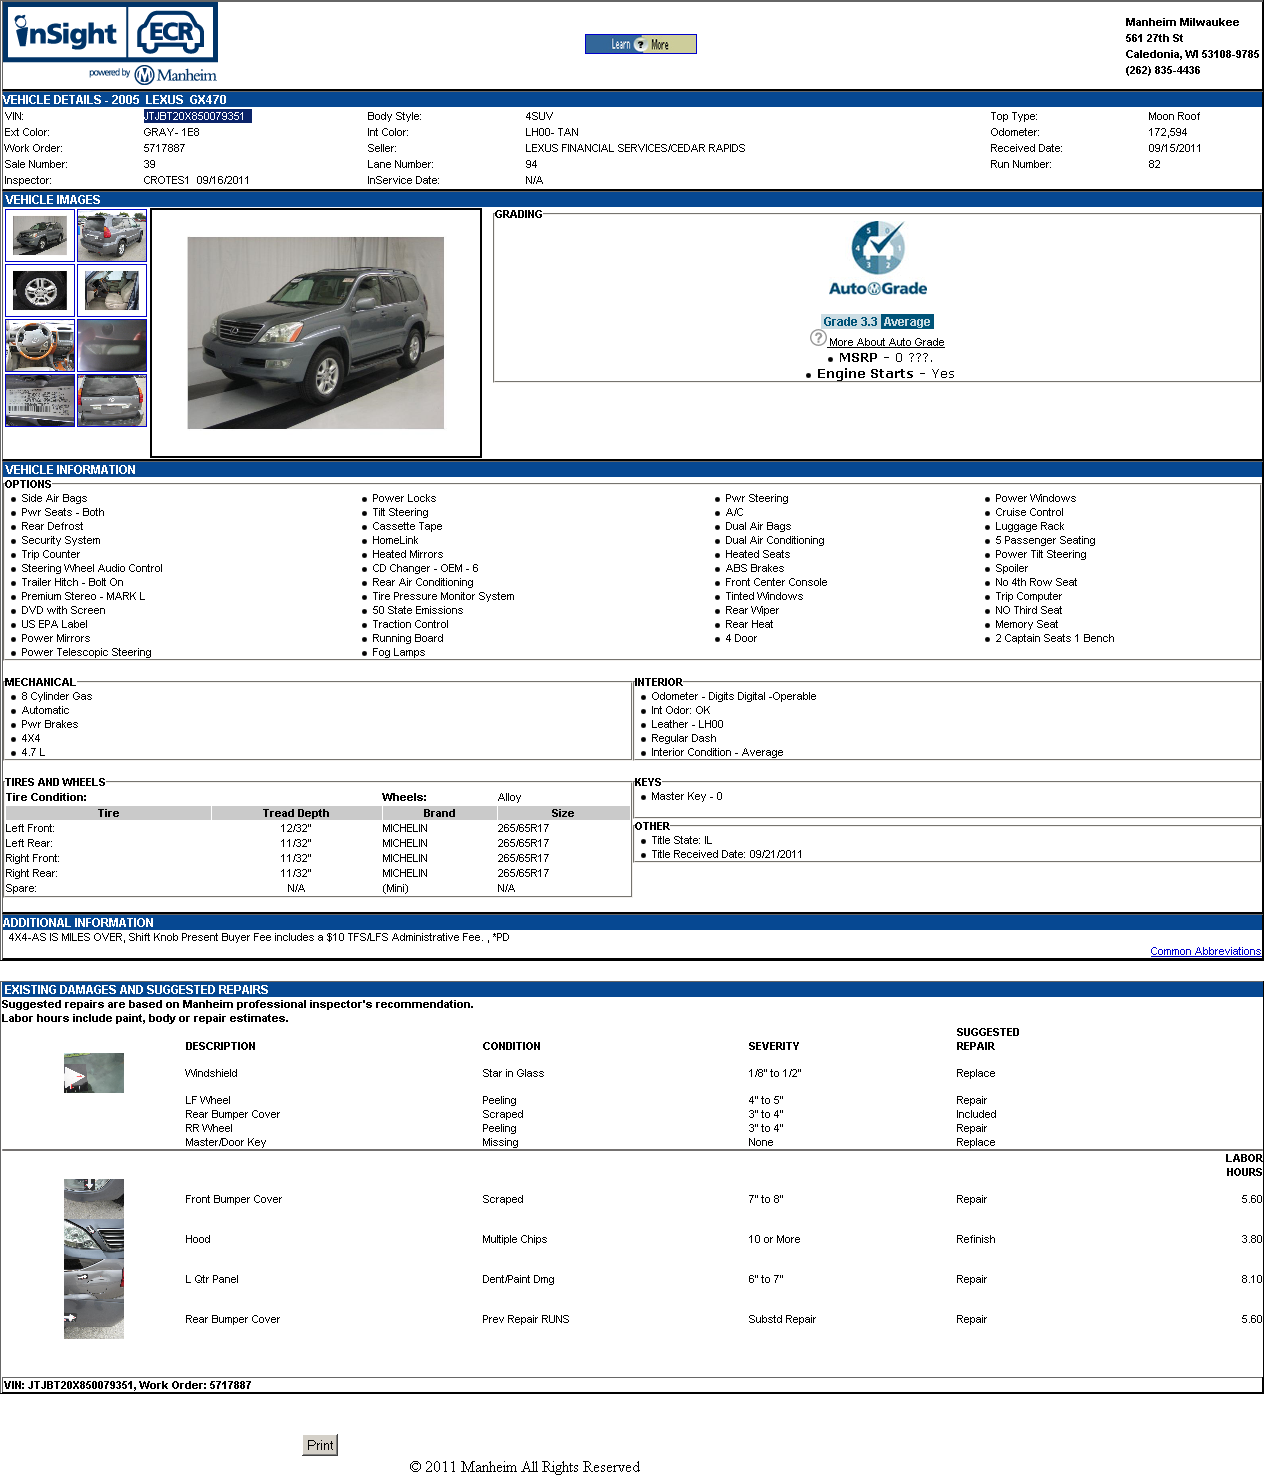 inSight ECR
powered by Manheim
Learn ? More
Manheim Milwaukee
561 27th St
Caledonia, WI 53108-9785
(262) 835-4436
VEHICLE DETAILS - 2005 LEXUS GX470
VIN: JTJBT20X850079351 Body Style: 4SUV Top Type: Moon Roof
Ext Color: GRAY- 1E8 Int Color: LH00- TAN Odometer: 172,594
Work Order: 5717887 Seller: LEXUS FINANCIAL SERVICES/CEDAR RAPIDS Received Date: 09/15/2011
Sale Number: 39 Lane Number: 94 Run Number: 82
Inspector: CROTES1 09/16/2011 InService Date: N/A
VEHICLE IMAGES
GRADING
5 0 4 1 3 2
AutoGrade
Grade 3.3 Average
? More About Auto Grade
• MSRP - 0 ???.
• Engine Starts - Yes
VEHICLE INFORMATION
OPTIONS
• Side Air Bags • Power Locks • Pwr Steering • Power Windows
• Pwr Seats - Both • Tilt Steering • A/C • Cruise Control
• Rear Defrost • Cassette Tape • Dual Air Bags • Luggage Rack
• Security System • HomeLink • Dual Air Conditioning • 5 Passenger Seating
• Trip Counter • Heated Mirrors • Heated Seats • Power Tilt Steering
• Steering Wheel Audio Control • CD Changer - OEM - 6 • ABS Brakes • Spoiler
• Trailer Hitch - Bolt On • Rear Air Conditioning • Front Center Console • No 4th Row Seat
• Premium Stereo - MARK L • Tire Pressure Monitor System • Tinted Windows • Trip Computer
• DVD with Screen • 50 State Emissions • Rear Wiper • NO Third Seat
• US EPA Label • Traction Control • Rear Heat • Memory Seat
• Power Mirrors • Running Board • 4 Door • 2 Captain Seats 1 Bench
• Power Telescopic Steering • Fog Lamps
MECHANICAL
• 8 Cylinder Gas
• Automatic
• Pwr Brakes
• 4X4
• 4.7 L
INTERIOR
• Odometer - Digits Digital -Operable
• Int Odor: OK
• Leather - LH00
• Regular Dash
• Interior Condition - Average
TIRES AND WHEELS
Tire Condition: Wheels: Alloy
Tire Tread Depth Brand Size
Left Front: 12/32" MICHELIN 265/65R17
Left Rear: 11/32" MICHELIN 265/65R17
Right Front: 11/32" MICHELIN 265/65R17
Right Rear: 11/32" MICHELIN 265/65R17
Spare: N/A (Mini) N/A
KEYS
• Master Key - 0
OTHER
• Title State: IL
• Title Received Date: 09/21/2011
ADDITIONAL INFORMATION
4X4-AS IS MILES OVER, Shift Knob Present Buyer Fee includes a $10 TFS/LFS Administrative Fee. , *PD
Common Abbreviations
EXISTING DAMAGES AND SUGGESTED REPAIRS
Suggested repairs are based on Manheim professional inspector's recommendation.
Labor hours include paint, body or repair estimates.
DESCRIPTION CONDITION SEVERITY SUGGESTED REPAIR
Windshield Star in Glass 1/8" to 1/2" Replace
LF Wheel Peeling 4" to 5" Repair
Rear Bumper Cover Scraped 3" to 4" Included
RR Wheel Peeling 3" to 4" Repair
Master/Door Key Missing None Replace
LABOR HOURS
Front Bumper Cover Scraped 7" to 8" Repair 5.60
Hood Multiple Chips 10 or More Refinish 3.80
L Qtr Panel Dent/Paint Dmg 6" to 7" Repair 8.10
Rear Bumper Cover Prev Repair RUNS Substd Repair Repair 5.60
VIN: JTJBT20X850079351, Work Order: 5717887
Print
© 2011 Manheim All Rights Reserved